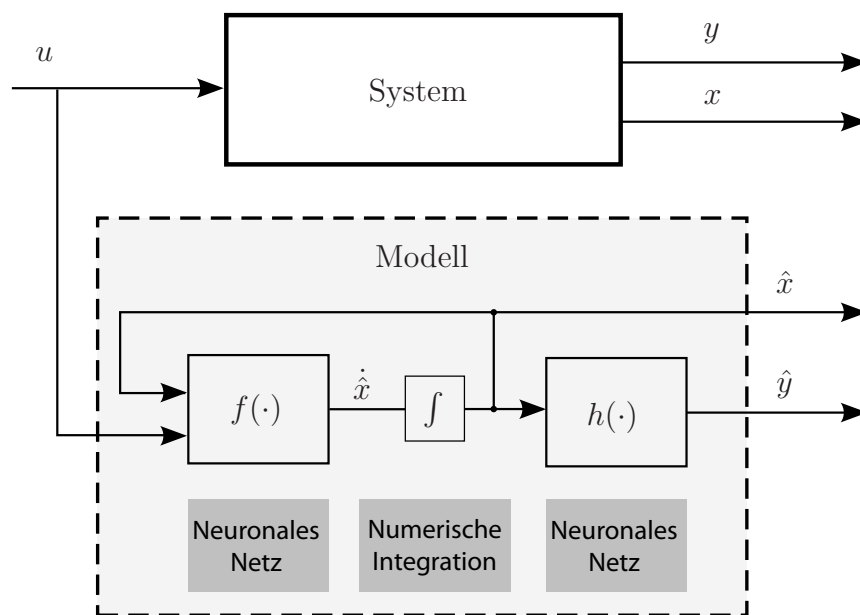 u
System
y
x
Modell
x̂
f(·)
ẋ̂
∫
h(·)
ŷ
Neuronales
Netz
Numerische
Integration
Neuronales
Netz